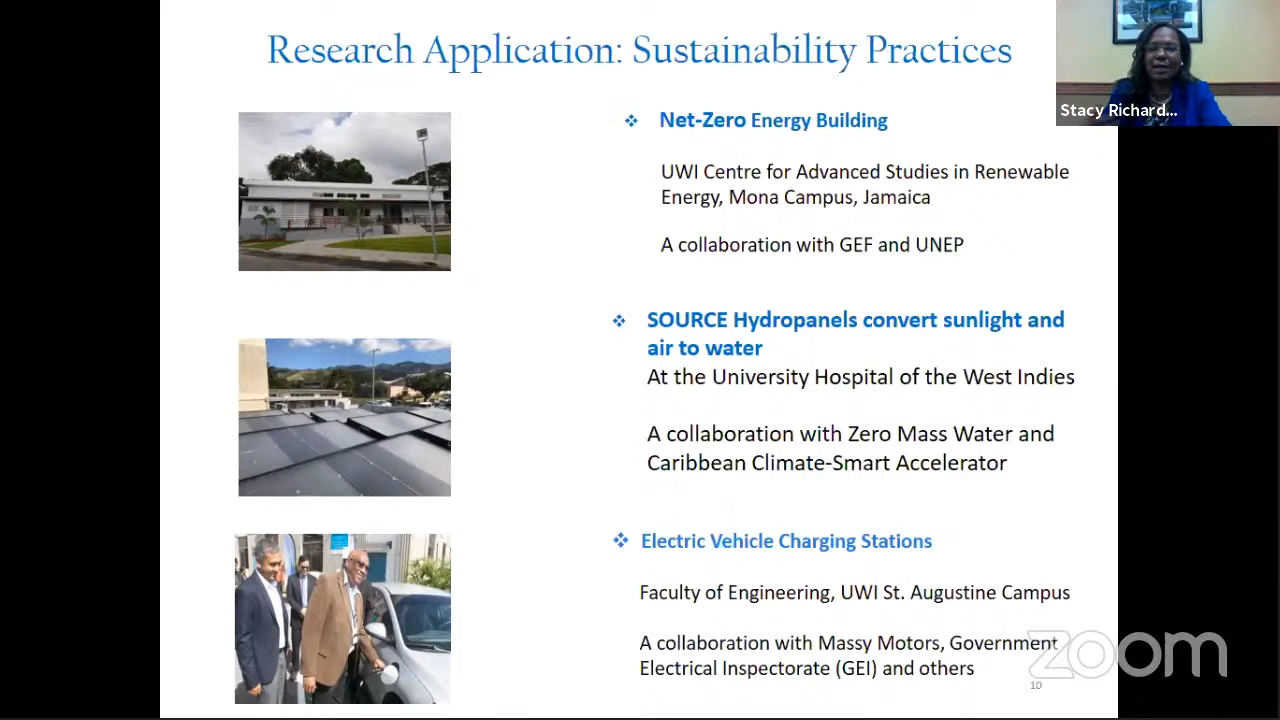 Research Application: Sustainability Practices
Stacy Richard...
Net-Zero Energy Building
UWI Centre for Advanced Studies in Renewable
Energy, Mona Campus, Jamaica
A collaboration with GEF and UNEP
SOURCE Hydropanels convert sunlight and
air to water
At the University Hospital of the West Indies
A collaboration with Zero Mass Water and
Caribbean Climate-Smart Accelerator
Electric Vehicle Charging Stations
Faculty of Engineering, UWI St. Augustine Campus
A collaboration with Massy Motors, Government
Electrical Inspectorate (GEI) and others
zoom
10